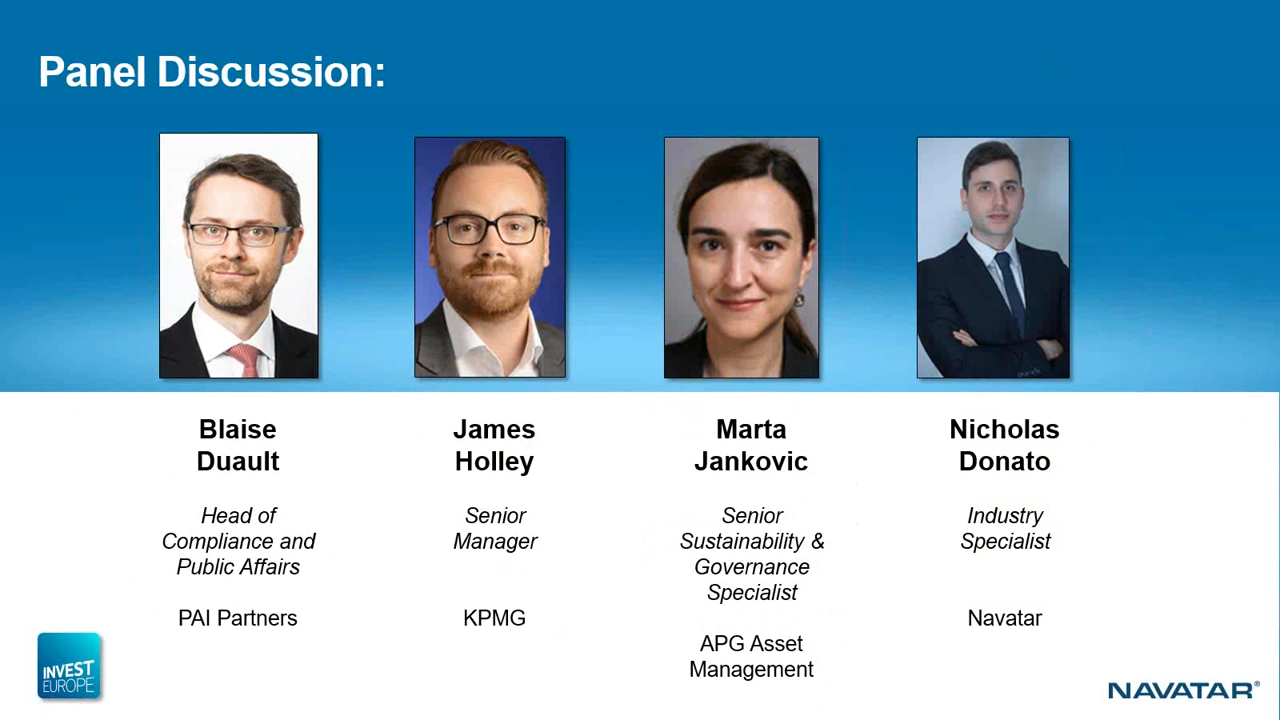 Panel Discussion:
Blaise
Duault
Head of
Compliance and
Public Affairs
PAI Partners
James
Holley
Senior
Manager
KPMG
Marta
Jankovic
Senior
Sustainability &
Governance
Specialist
APG Asset
Management
Nicholas
Donato
Industry
Specialist
Navatar
INVEST
EUROPE
NAVATAR®